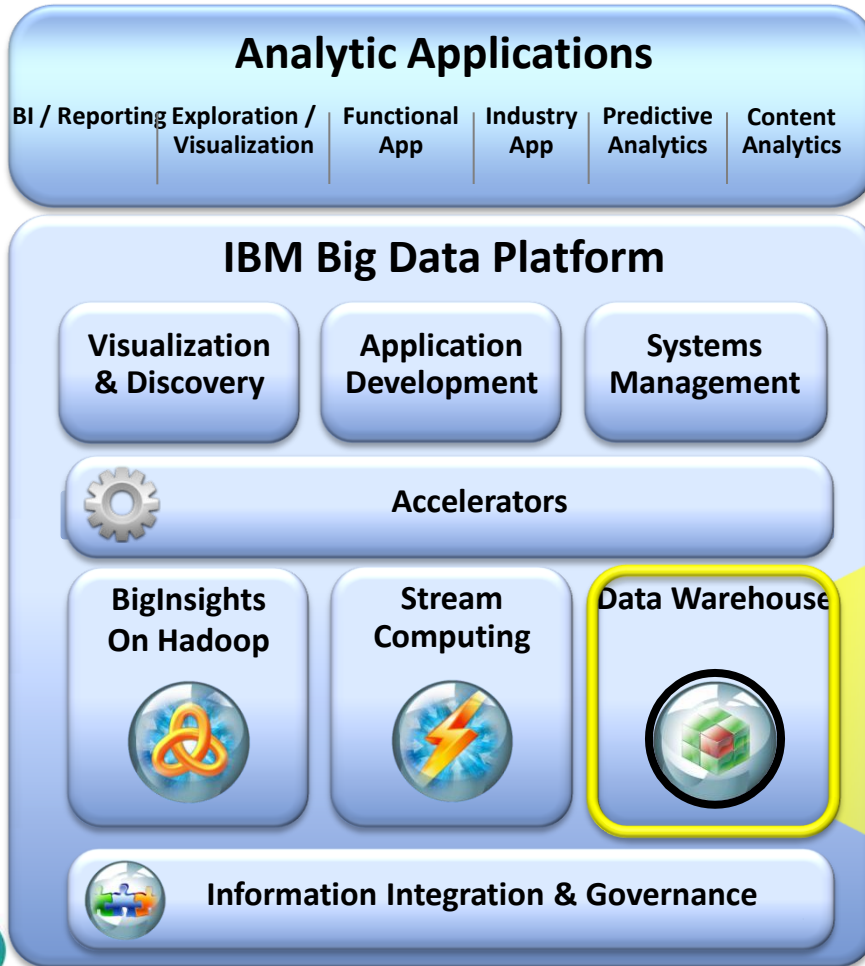 Analytic Applications
BI / Reporting
Exploration /
Visualization
Functional
App
Industry
App
Predictive
Analytics
Content
Analytics
IBM Big Data Platform
Visualization
& Discovery
Application
Development
Systems
Management
Accelerators
BigInsights
On Hadoop
Stream
Computing
Data Warehouse
Information Integration & Governance